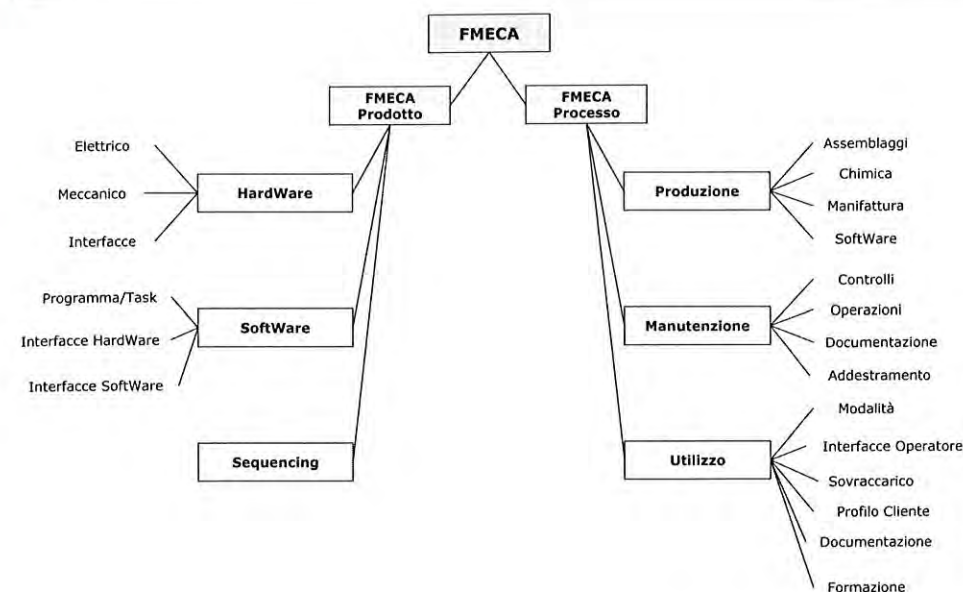 FMECA
FMECA
Prodotto
FMECA
Processo
Elettrico
Meccanico
Interfacce
HardWare
Programma/Task
Interfacce HardWare
Interfacce SoftWare
SoftWare
Sequencing
Produzione
Assemblaggi
Chimica
Manifattura
SoftWare
Manutenzione
Controlli
Operazioni
Documentazione
Addestramento
Utilizzo
Modalità
Interfacce Operatore
Sovraccarico
Profilo Cliente
Documentazione
Formazione